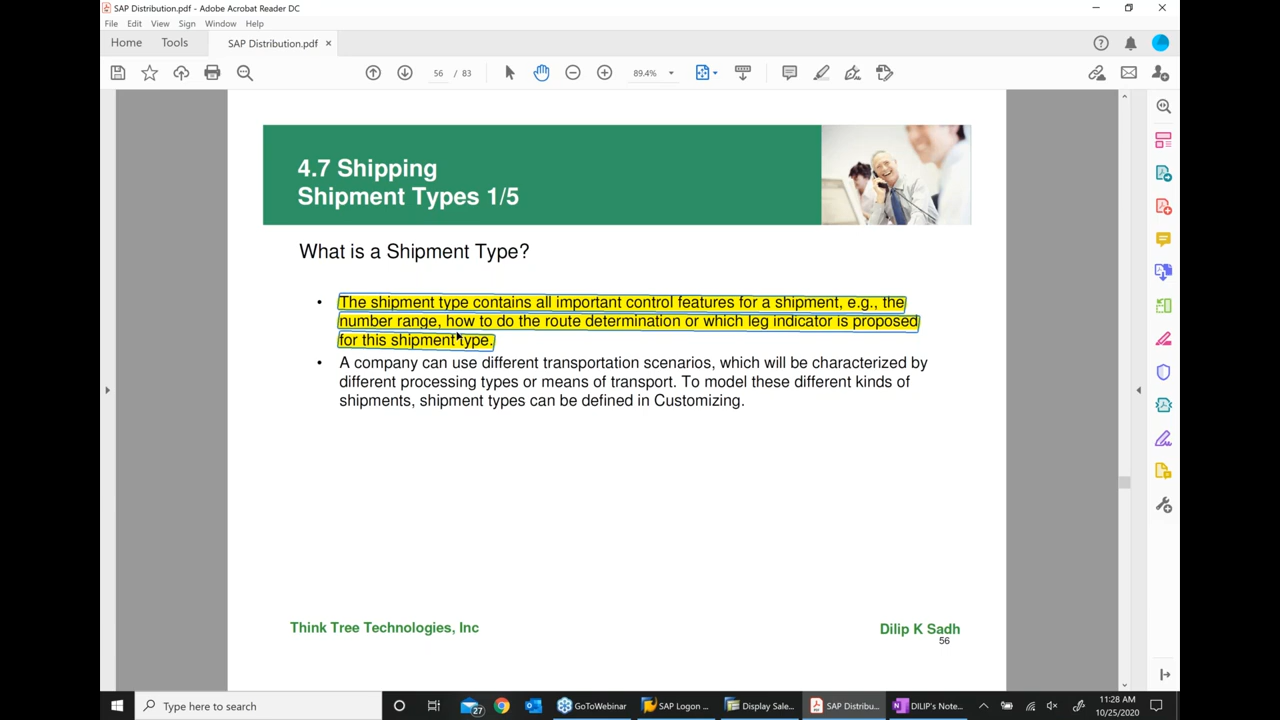 SAP Distribution.pdf - Adobe Acrobat Reader DC
File Edit View Sign Window Help
Home Tools SAP Distribution.pdf ×
56 / 83 89.4%
4.7 Shipping
Shipment Types 1/5
What is a Shipment Type?
• The shipment type contains all important control features for a shipment, e.g., the
number range, how to do the route determination or which leg indicator is proposed
for this shipment type.
• A company can use different transportation scenarios, which will be characterized by
different processing types or means of transport. To model these different kinds of
shipments, shipment types can be defined in Customizing.
Think Tree Technologies, Inc
Dilip K Sadh
56
Type here to search
27
GoToWebinar
SAP Logon ...
Display Sale...
SAP Distribu...
DILIP's Note...
11:28 AM
10/25/2020